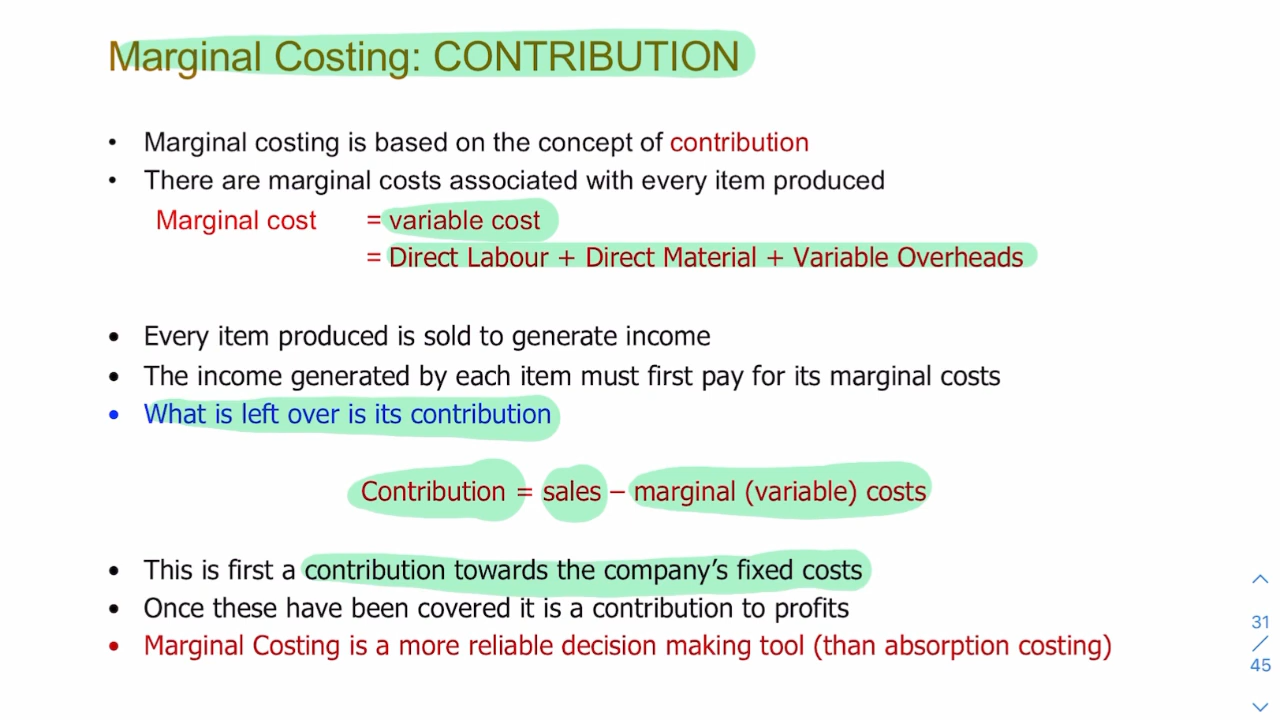 Marginal Costing: CONTRIBUTION
• Marginal costing is based on the concept of contribution
• There are marginal costs associated with every item produced
Marginal cost = variable cost
= Direct Labour + Direct Material + Variable Overheads
• Every item produced is sold to generate income
• The income generated by each item must first pay for its marginal costs
• What is left over is its contribution
Contribution = sales – marginal (variable) costs
• This is first a contribution towards the company’s fixed costs
• Once these have been covered it is a contribution to profits
• Marginal Costing is a more reliable decision making tool (than absorption costing)
31
/
45